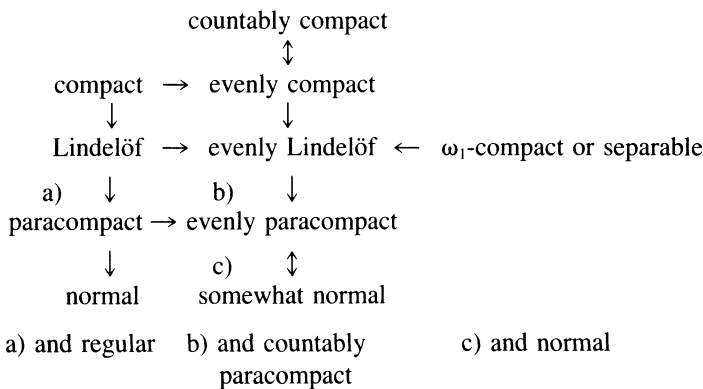 countably compact
↕
compact → evenly compact
↓ ↓
Lindelöf → evenly Lindelöf ← ω₁-compact or separable
a) ↓ b) ↓
paracompact → evenly paracompact
↓ c) ↕
normal somewhat normal
a) and regular b) and countably c) and normal
paracompact